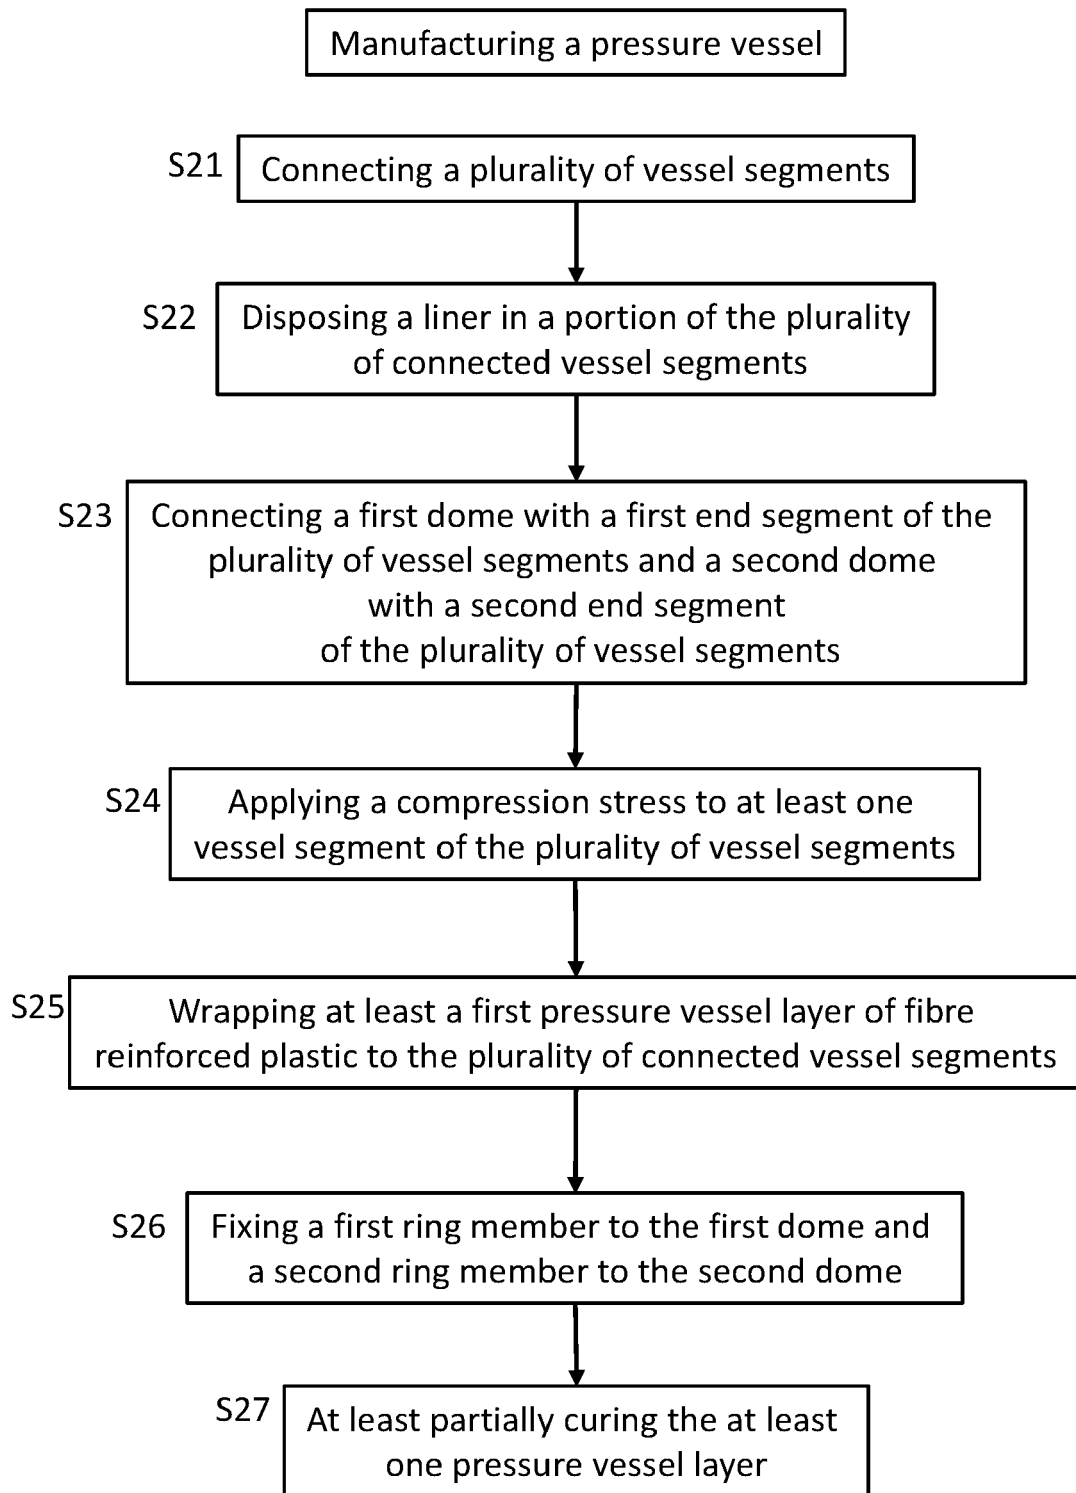 Manufacturing a pressure vessel
S21
Connecting a plurality of vessel segments
S22
Disposing a liner in a portion of the plurality
of connected vessel segments
S23
Connecting a first dome with a first end segment of the
plurality of vessel segments and a second dome
with a second end segment
of the plurality of vessel segments
S24
Applying a compression stress to at least one
vessel segment of the plurality of vessel segments
S25
Wrapping at least a first pressure vessel layer of fibre
reinforced plastic to the plurality of connected vessel segments
S26
Fixing a first ring member to the first dome and
a second ring member to the second dome
S27
At least partially curing the at least
one pressure vessel layer